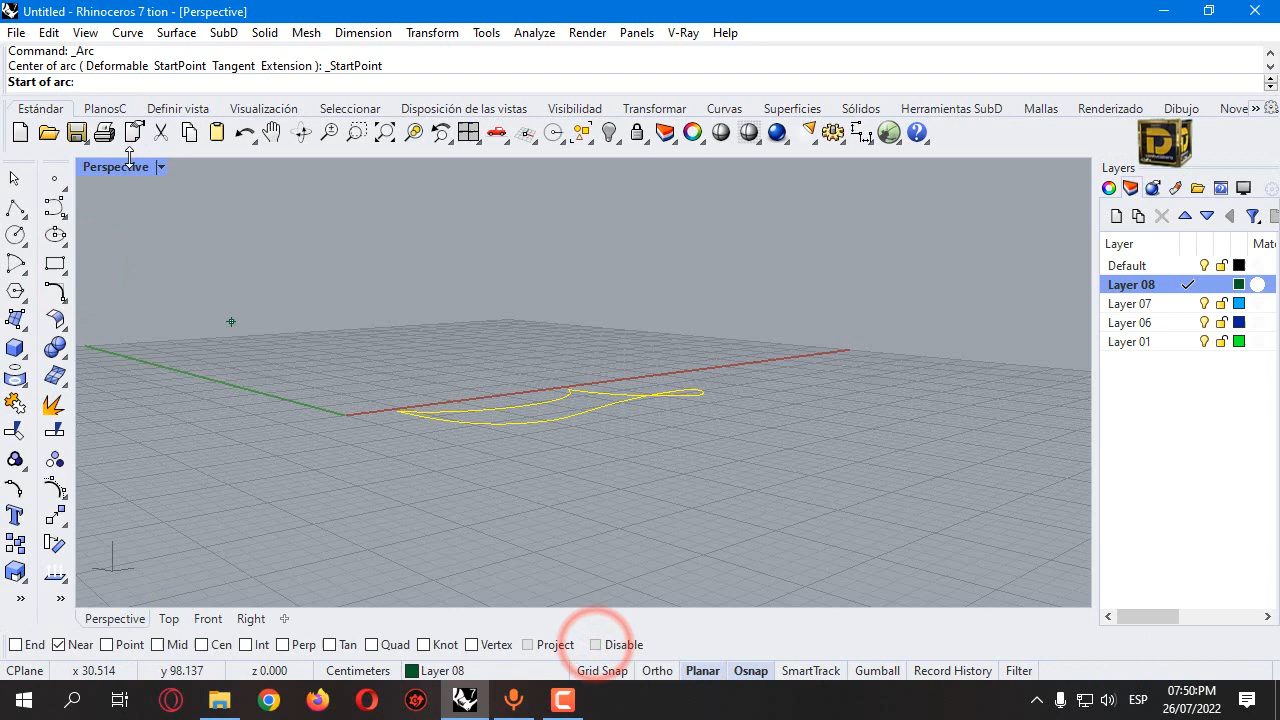 Untitled - Rhinoceros 7 tion - [Perspective]
File Edit View Curve Surface SubD Solid Mesh Dimension Transform Tools Analyze Render Panels V-Ray Help
Command: _Arc
Center of arc ( Deformable StartPoint Tangent Extension ): _StartPoint
Start of arc:
Estándar PlanosC Definir vista Visualización Seleccionar Disposición de las vistas Visibilidad Transformar Curvas Superficies Sólidos Herramientas SubD Mallas Renderizado Dibujo Nove
Perspective
Layers
Layer Mate
Default
Layer 08
Layer 07
Layer 06
Layer 01
Perspective Top Front Right
End Near Point Mid Cen Int Perp Tan Quad Knot Vertex Project Disable
CPlane x 30.514 y 98.137 z 0.000 Centimeters Layer 08 Grid Snap Ortho Planar Osnap SmartTrack Gumball Record History Filter
ESP 07:50:PM
26/07/2022